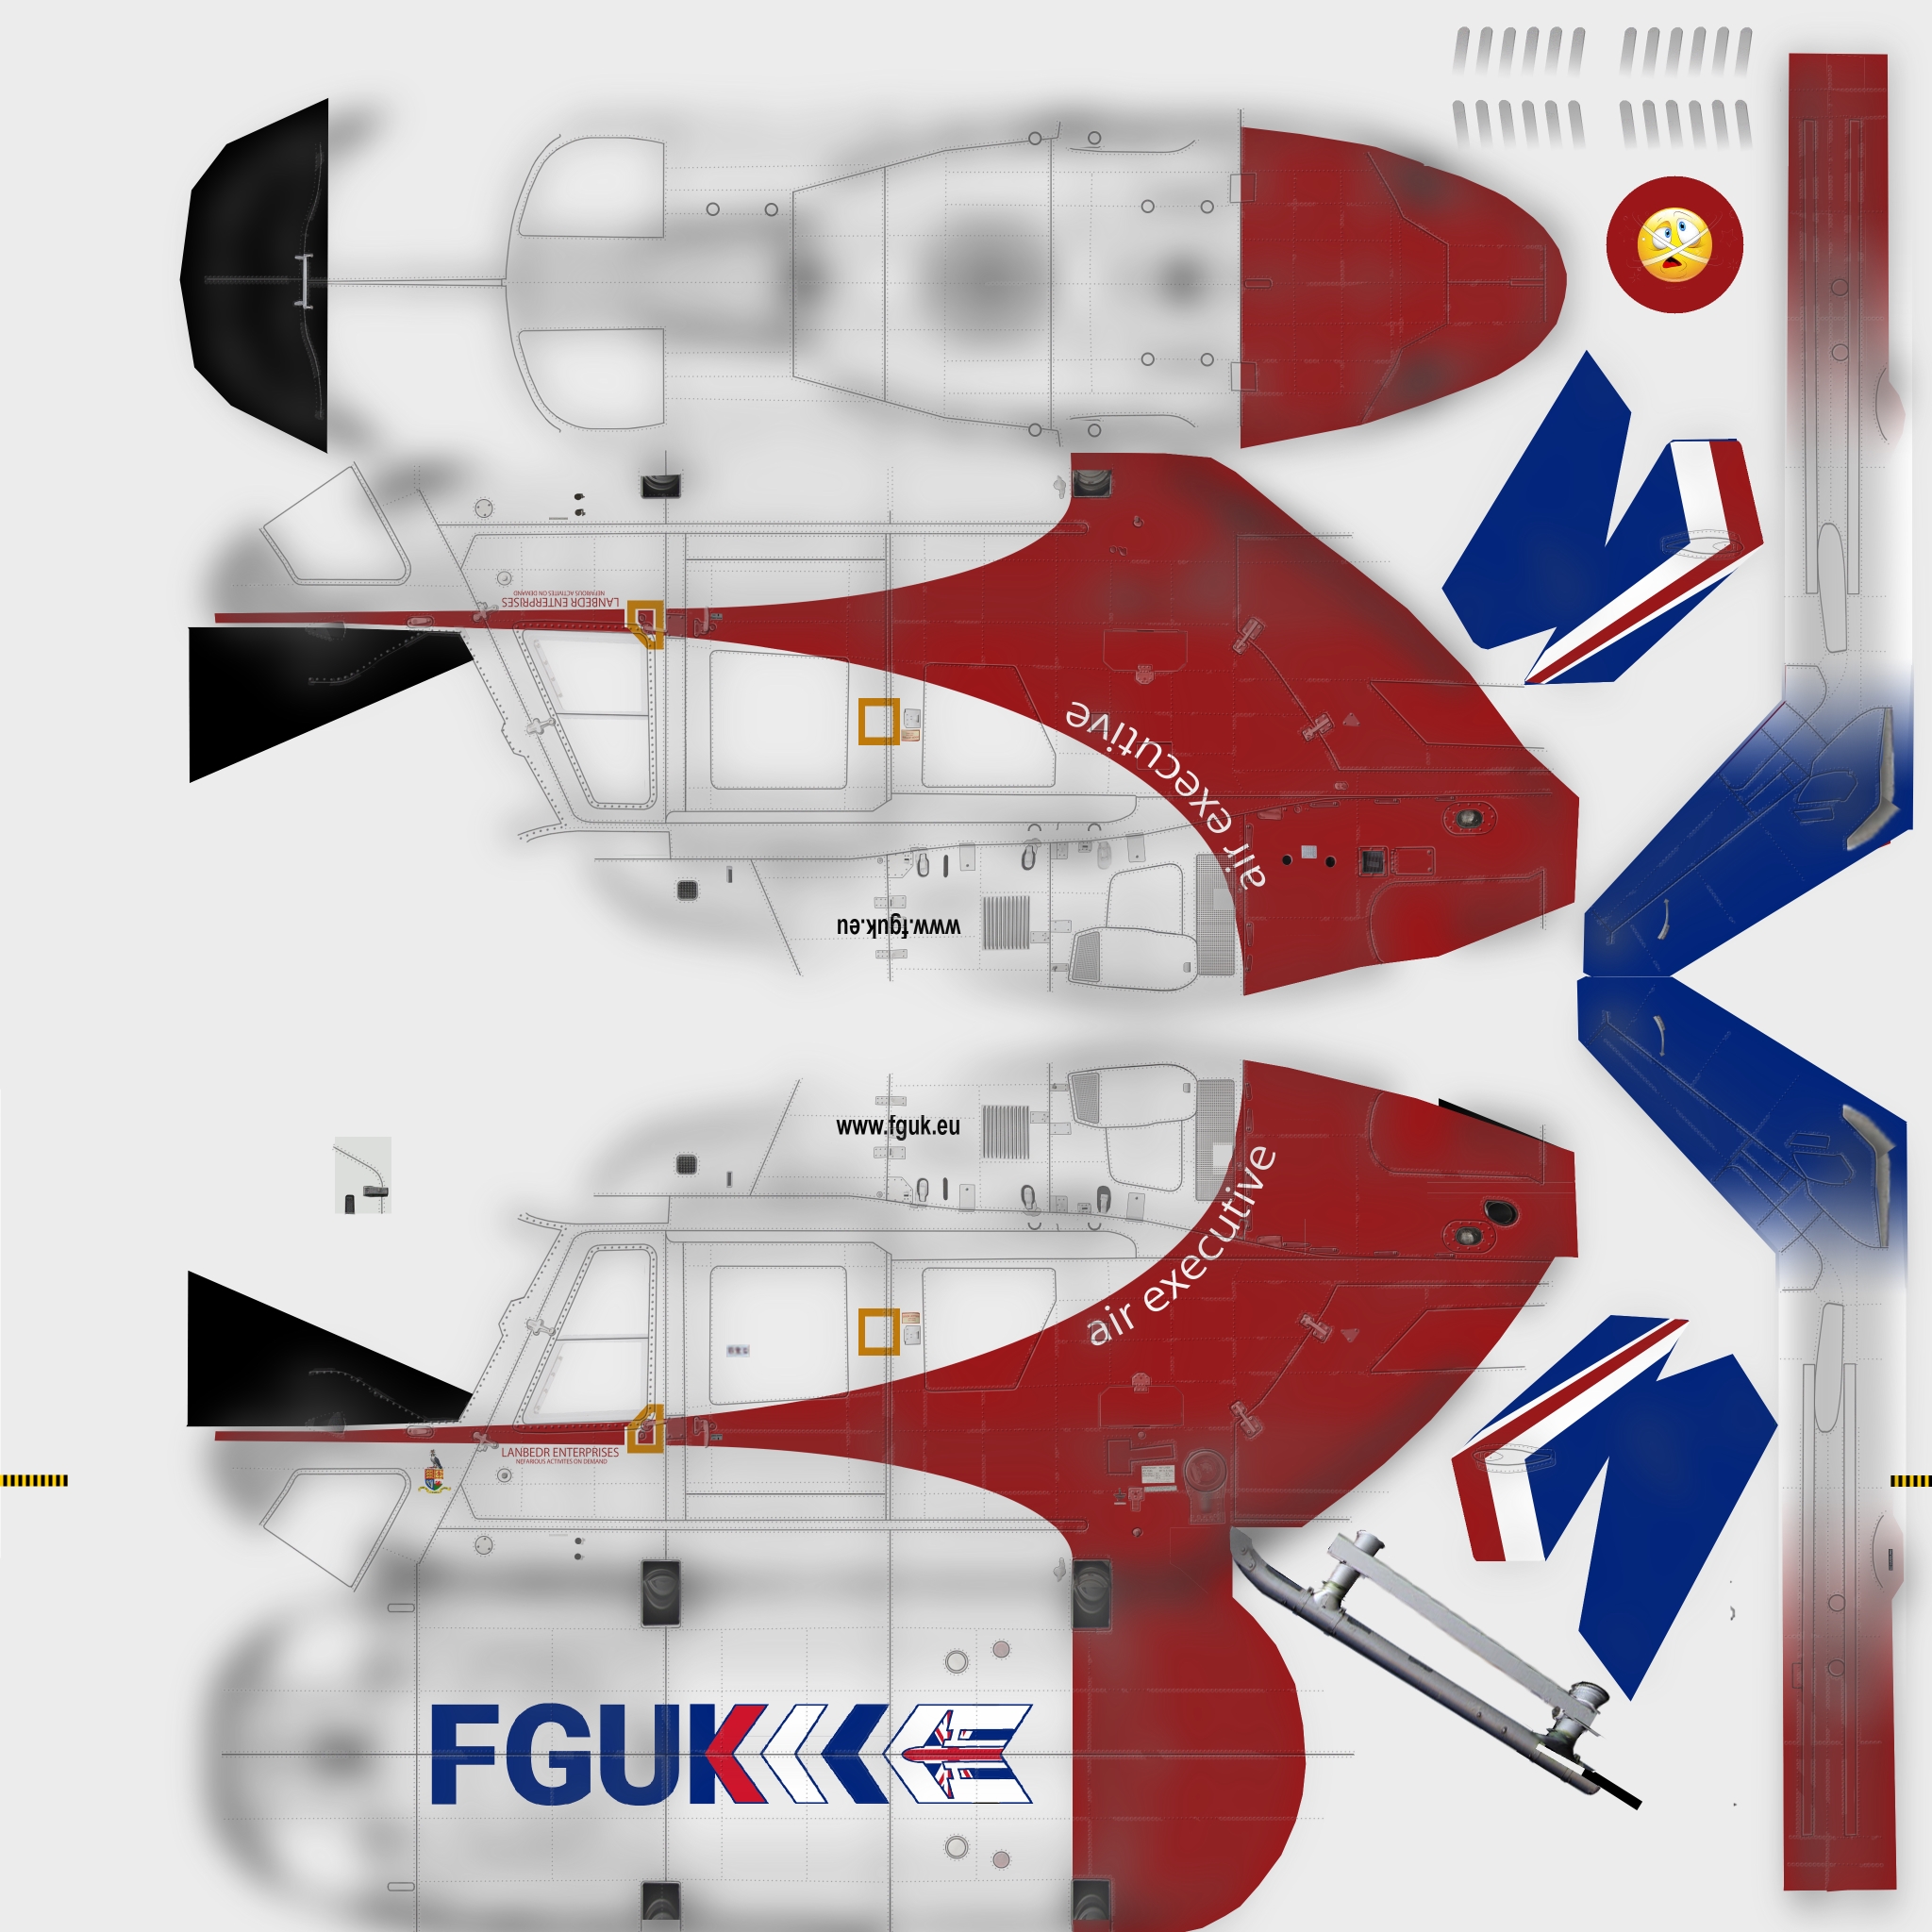 LANBEDR ENTERPRISES
NEFARIOUS ACTIVITES ON DEMAND
air executive
www.fguk.eu
www.fguk.eu
air executive
LANBEDR ENTERPRISES
NEFARIOUS ACTIVITES ON DEMAND
FGUK